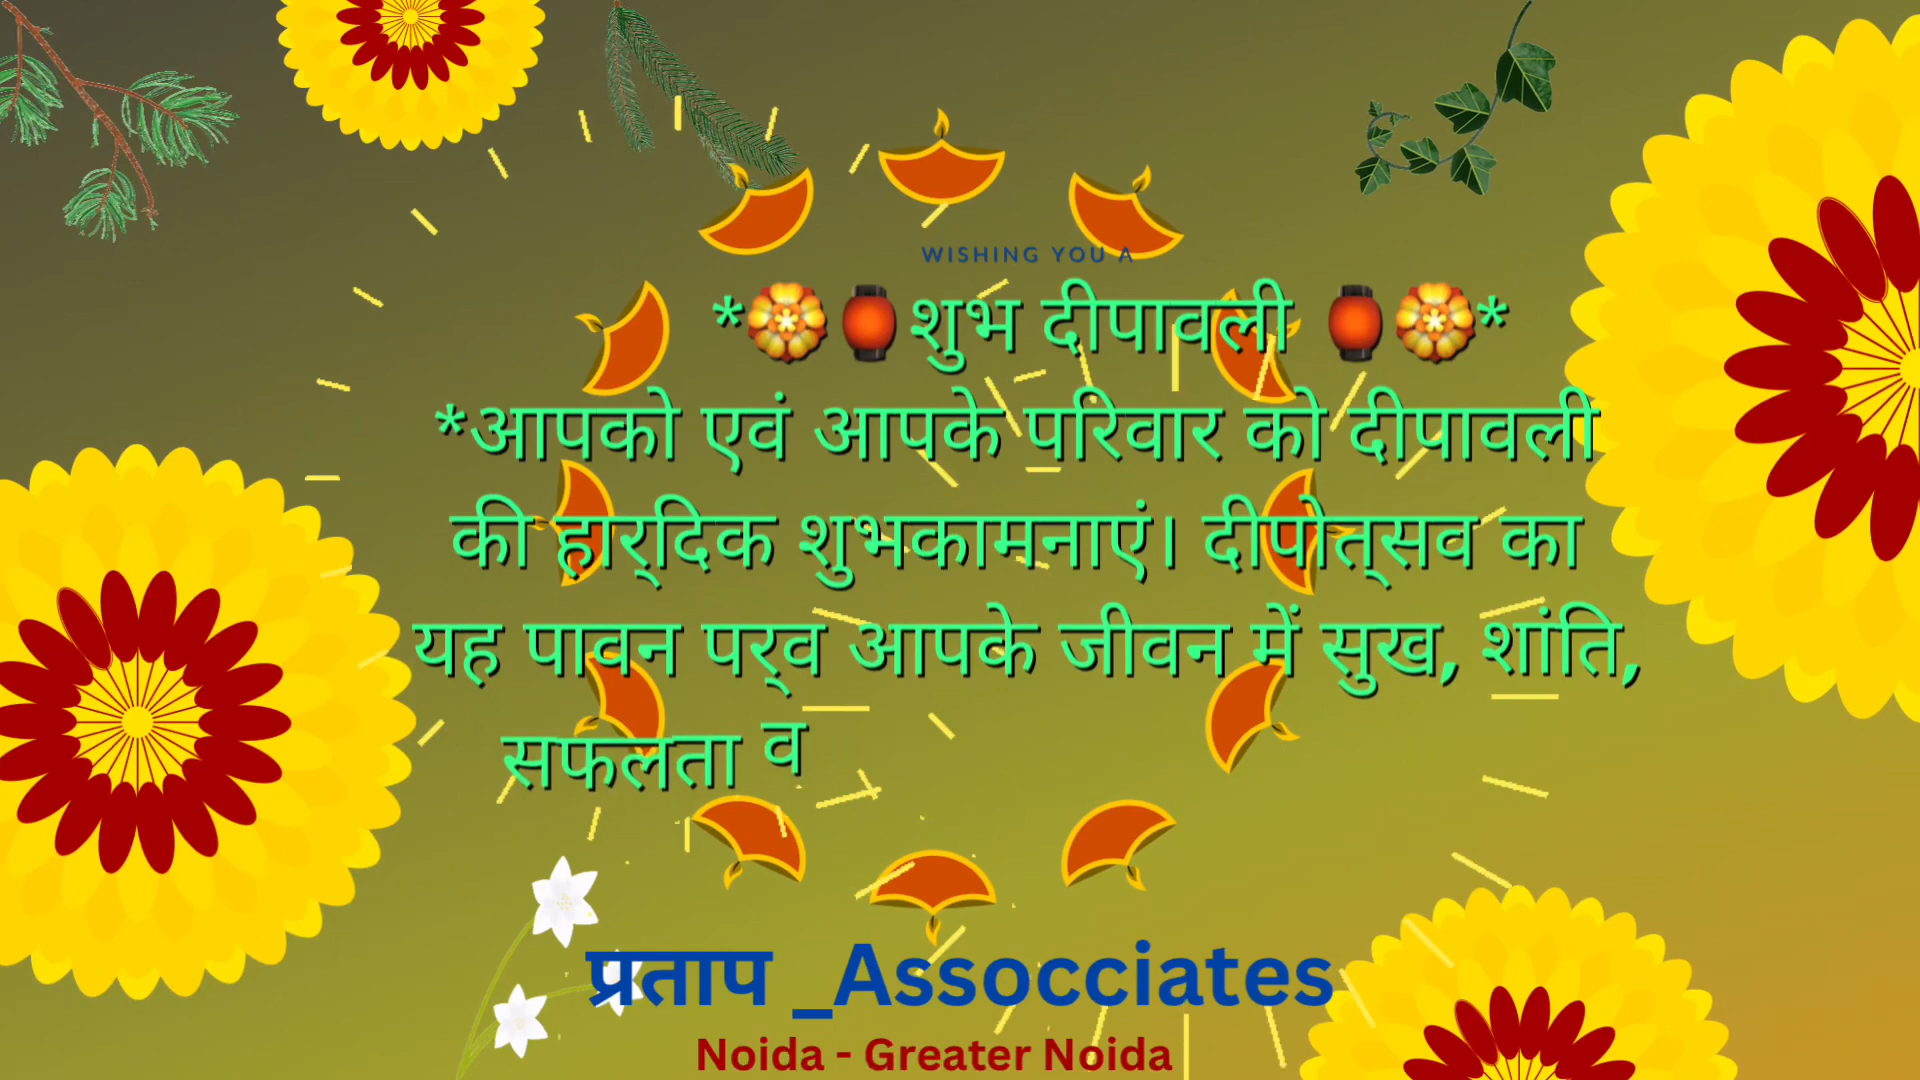 WISHING YOU A
*🏵️🏮शुभ दीपावली 🏮🏵️*
*आपको एवं आपके परिवार को दीपावली
की हार्दिक शुभकामनाएं। दीपोत्सव का
यह पावन पर्व आपके जीवन में सुख, शांति,
सफलता व
प्रताप _Assocciates
Noida - Greater Noida